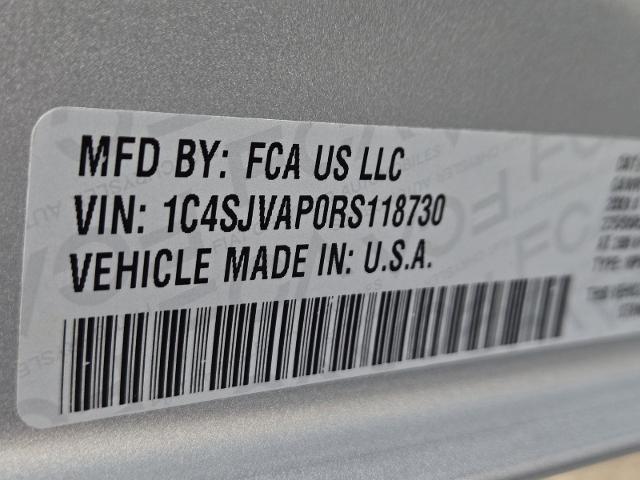 MFD BY: FCA US LLC
VIN: 1C4SJVAP0RS118730
VEHICLE MADE IN: U.S.A.